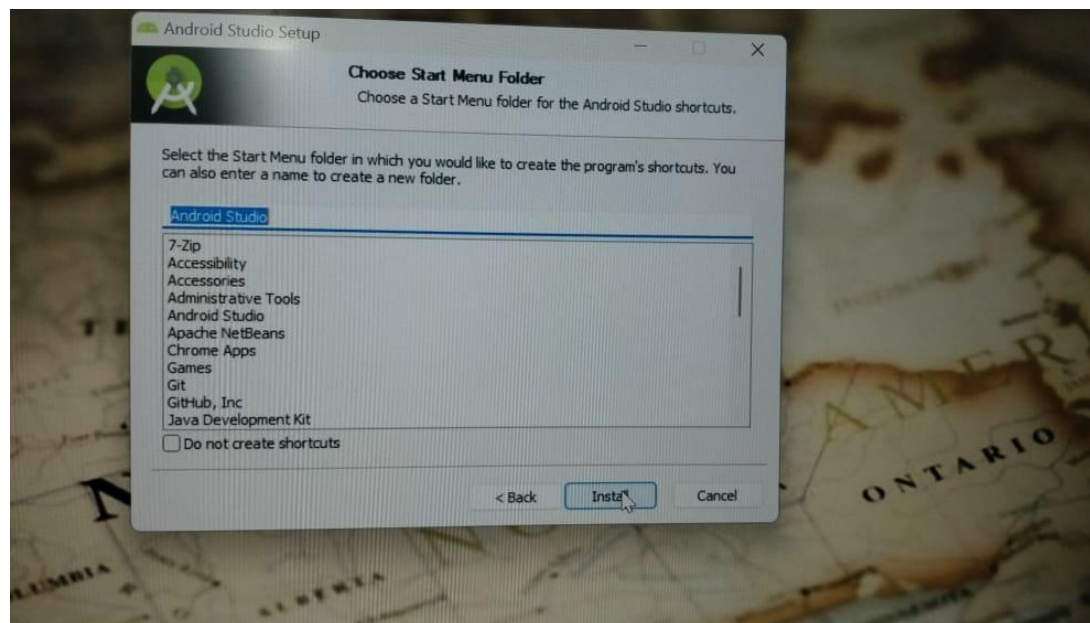 Android Studio Setup
Choose Start Menu Folder
Choose a Start Menu folder for the Android Studio shortcuts.
Select the Start Menu folder in which you would like to create the program's shortcuts. You
can also enter a name to create a new folder.
Android Studio
7-Zip
Accessibility
Accessories
Administrative Tools
Android Studio
Apache NetBeans
Chrome Apps
Games
Git
GitHub, Inc
Java Development Kit
Do not create shortcuts
< Back
Install
Cancel
ONTARIO